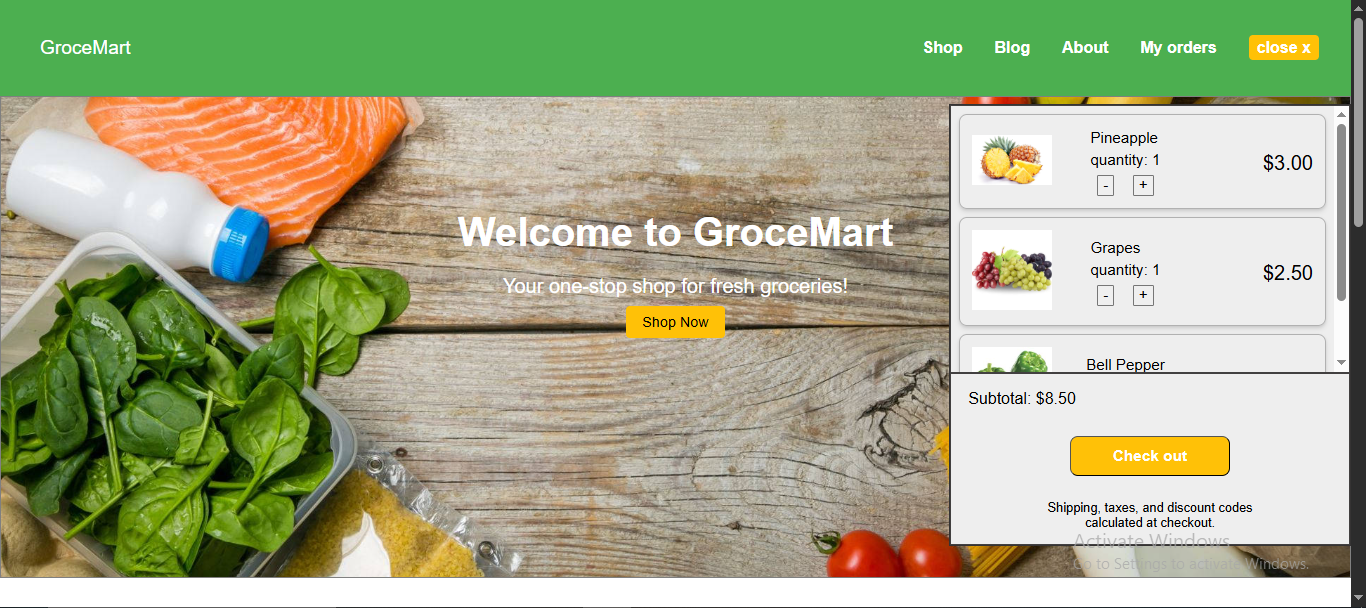 GroceMart
Shop Blog About My orders close x
Welcome to GroceMart
Your one-stop shop for fresh groceries!
Shop Now
Pineapple
quantity: 1
- +
$3.00
Grapes
quantity: 1
- +
$2.50
Bell Pepper
Subtotal: $8.50
Check out
Shipping, taxes, and discount codes
calculated at checkout.
Activate Windows
Go to Settings to activate Windows.